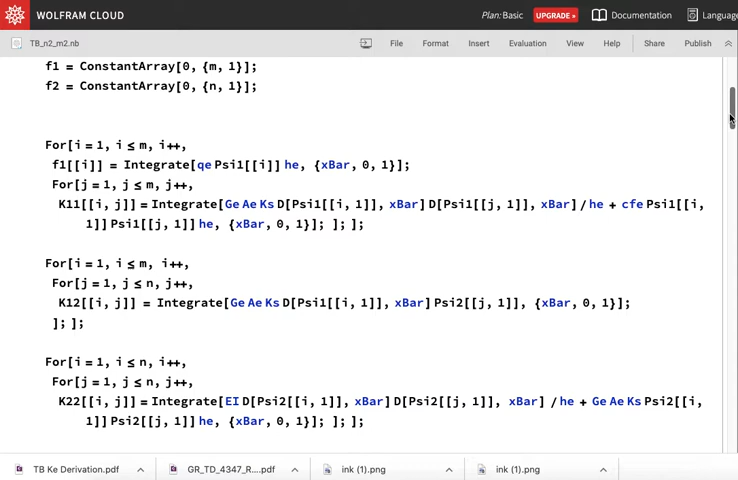 WOLFRAM CLOUD
Plan: Basic
UPGRADE »
Documentation
Language
TB_n2_m2.nb
File
Format
Insert
Evaluation
View
Help
Share
Publish
f1 = ConstantArray[0, {m, 1}];
f2 = ConstantArray[0, {n, 1}];
For[i = 1, i ≤ m, i++,
f1[[i]] = Integrate[qe Psi1[[i]] he, {xBar, 0, 1}];
For[j = 1, j ≤ m, j++,
K11[[i, j]] = Integrate[Ge Ae Ks D[Psi1[[i, 1]], xBar] D[Psi1[[j, 1]], xBar] / he + cfe Psi1[[i,
1]] Psi1[[j, 1]] he, {xBar, 0, 1}]; ]; ];
For[i = 1, i ≤ m, i++,
For[j = 1, j ≤ n, j++,
K12[[i, j]] = Integrate[Ge Ae Ks D[Psi1[[i, 1]], xBar] Psi2[[j, 1]], {xBar, 0, 1}];
]; ];
For[i = 1, i ≤ n, i++,
For[j = 1, j ≤ n, j++,
K22[[i, j]] = Integrate[EI D[Psi2[[i, 1]], xBar] D[Psi2[[j, 1]], xBar] / he + Ge Ae Ks Psi2[[i,
1]] Psi2[[j, 1]] he, {xBar, 0, 1}]; ]; ];
TB Ke Derivation.pdf
GR_TD_4347_R....pdf
ink (1).png
ink (1).png